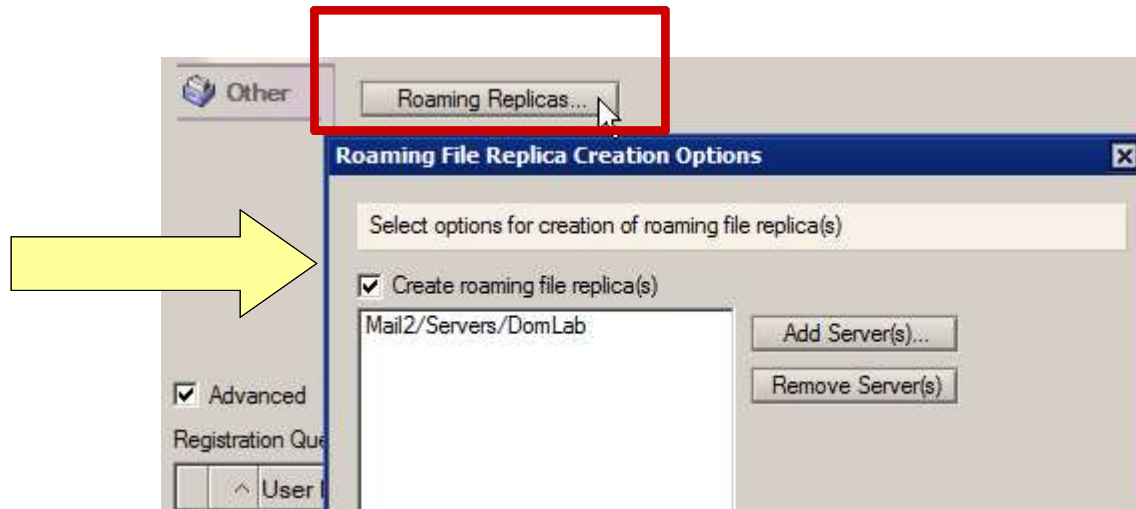 Other
Roaming Replicas...
Roaming File Replica Creation Options
Select options for creation of roaming file replica(s)
Create roaming file replica(s)
Mail2/Servers/DomLab
Add Server(s)...
Remove Server(s)
Advanced
Registration
User